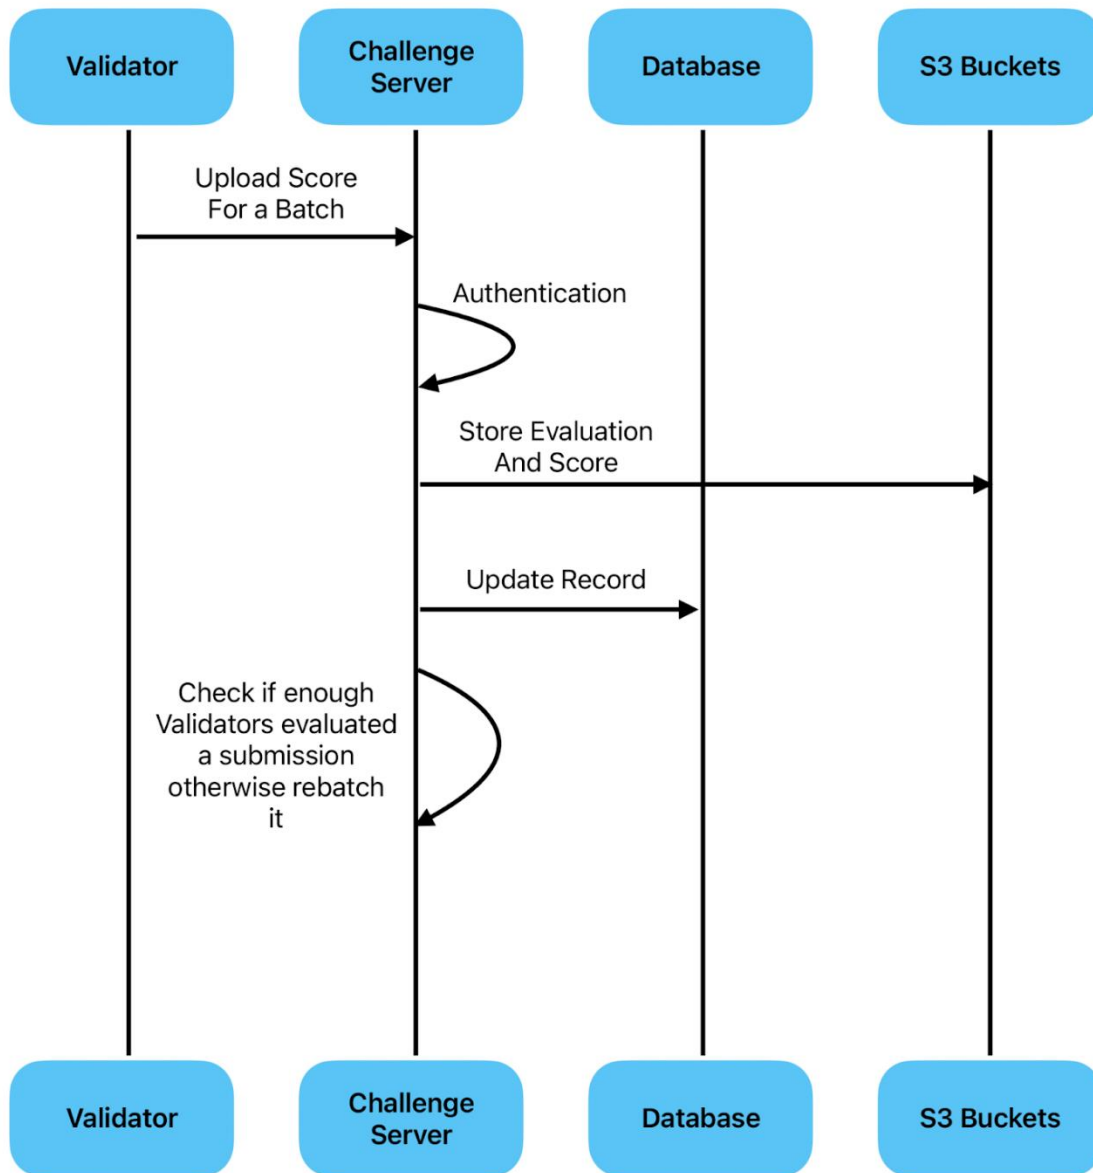 Validator
Challenge
Server
Database
S3 Buckets
Upload Score
For a Batch
Authentication
Store Evaluation
And Score
Update Record
Check if enough
Validators evaluated
a submission
otherwise rebatch
it
Validator
Challenge
Server
Database
S3 Buckets